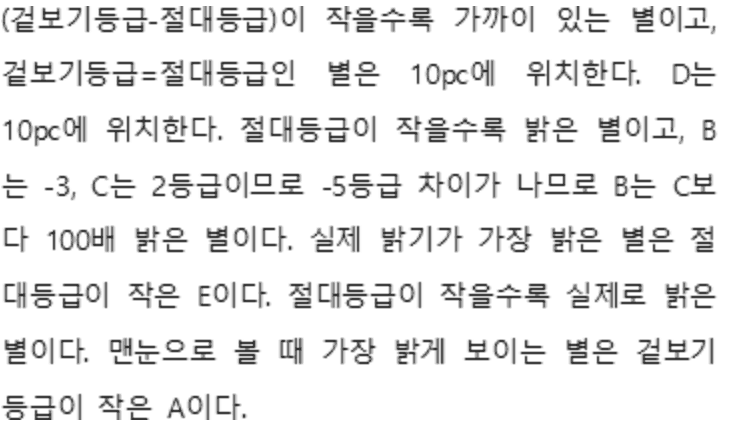 (겉보기등급-절대등급)이 작을수록 가까이 있는 별이고,
겉보기등급=절대등급인 별은 10pc에 위치한다. D는
10pc에 위치한다. 절대등급이 작을수록 밝은 별이고, B
는 -3, C는 2등급이므로 -5등급 차이가 나므로 B는 C보
다 100배 밝은 별이다. 실제 밝기가 가장 밝은 별은 절
대등급이 작은 E이다. 절대등급이 작을수록 실제로 밝은
별이다. 맨눈으로 볼 때 가장 밝게 보이는 별은 겉보기
등급이 작은 A이다.